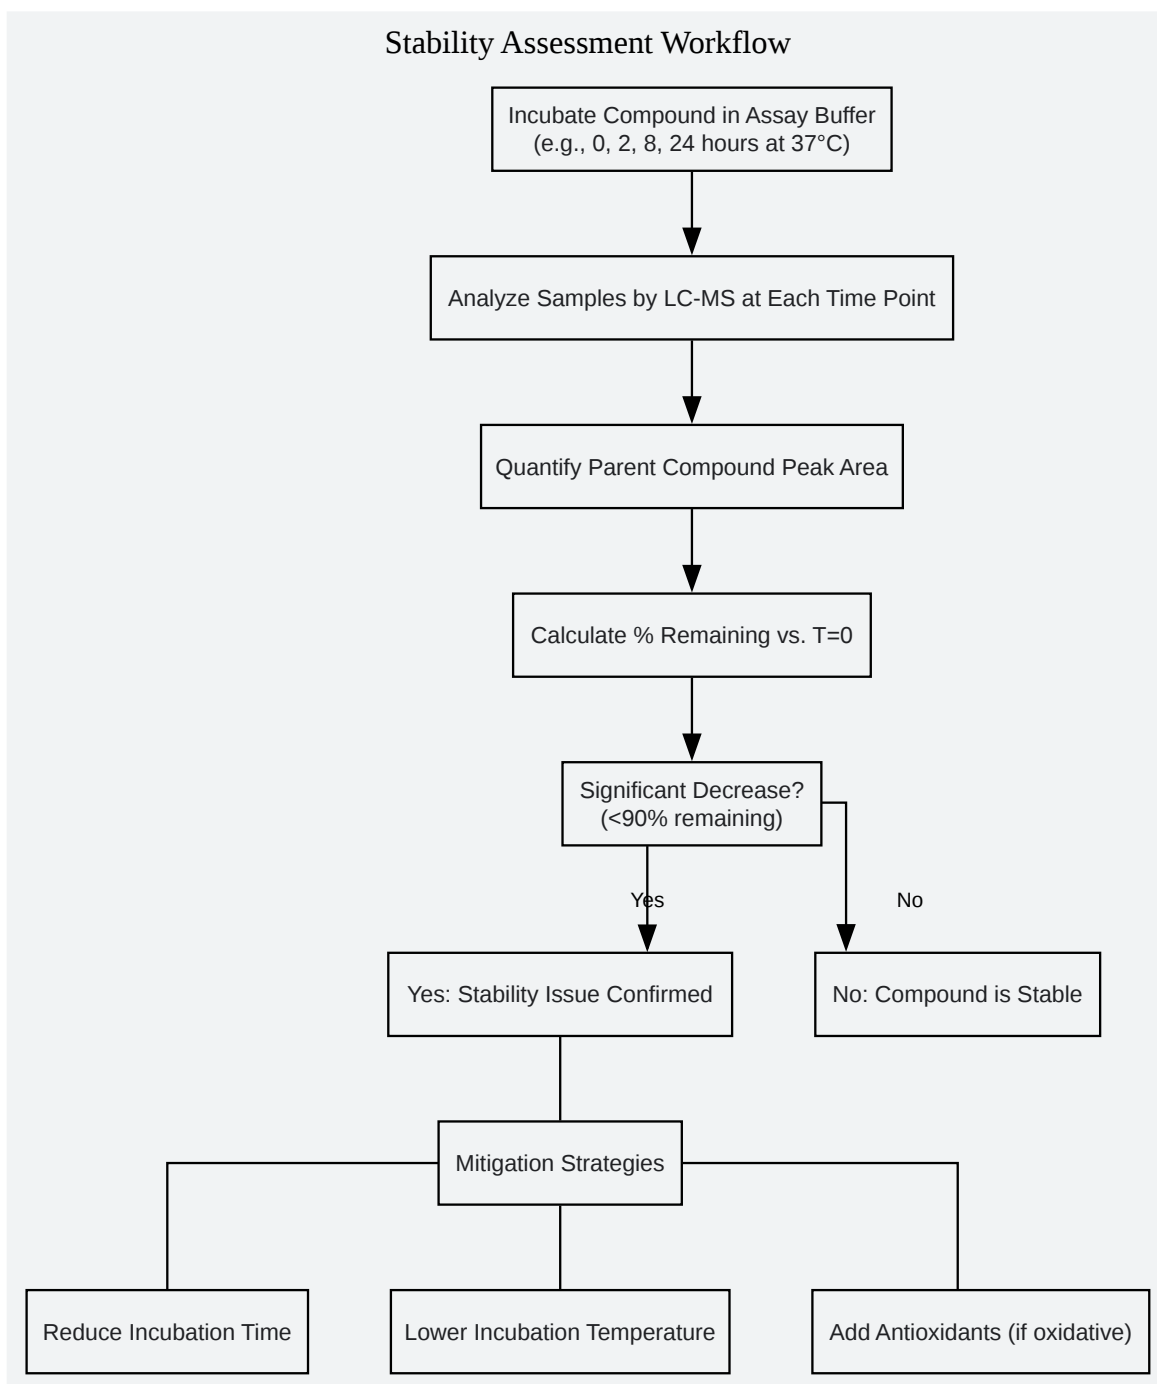 Stability Assessment Workflow
Incubate Compound in Assay Buffer
(e.g., 0, 2, 8, 24 hours at 37°C)
Analyze Samples by LC-MS at Each Time Point
Quantify Parent Compound Peak Area
Calculate % Remaining vs. T=0
Significant Decrease?
(<90% remaining)
Yes
No
Yes: Stability Issue Confirmed
No: Compound is Stable
Mitigation Strategies
Reduce Incubation Time
Lower Incubation Temperature
Add Antioxidants (if oxidative)